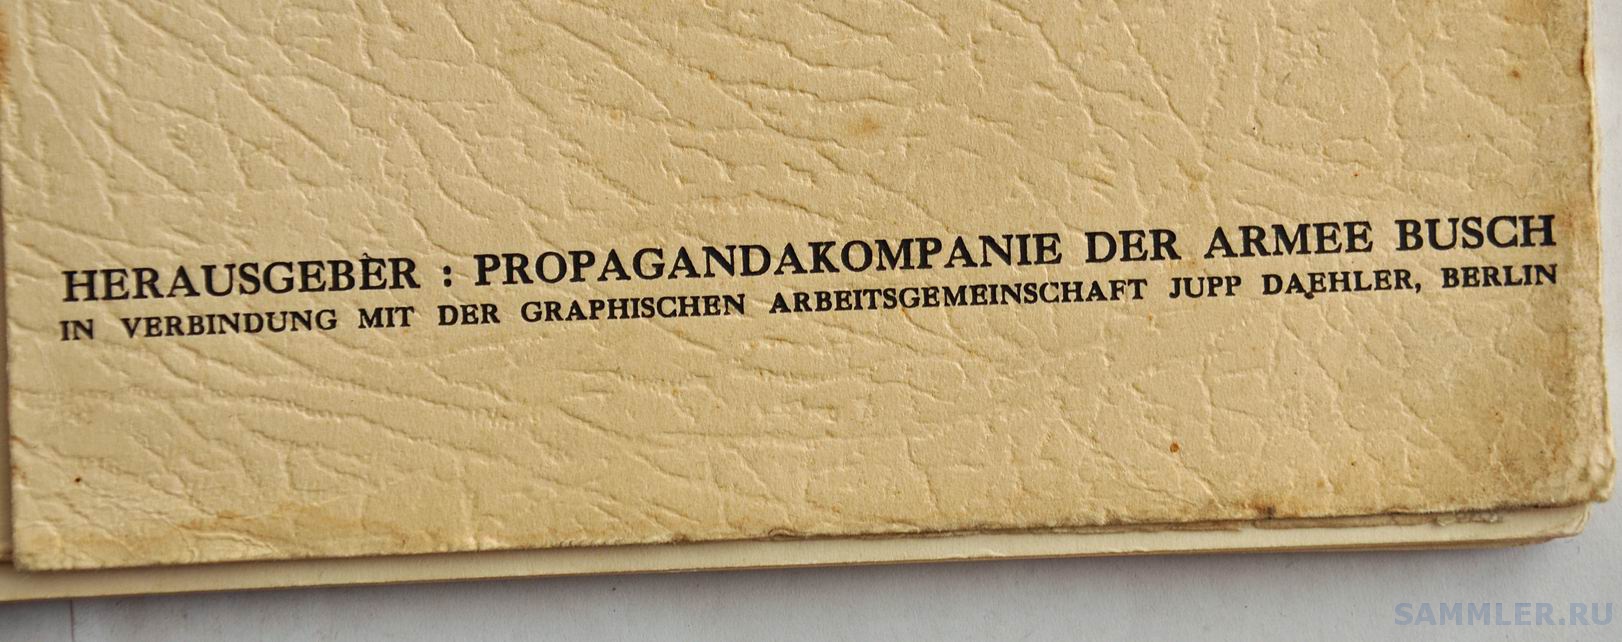 HERAUSGEBER : PROPAGANDAKOMPANIE DER ARMEE BUSCH
IN VERBINDUNG MIT DER GRAPHISCHEN ARBEITSGEMEINSCHAFT JUPP DAEHLER, BERLIN
SAMMLER.RU